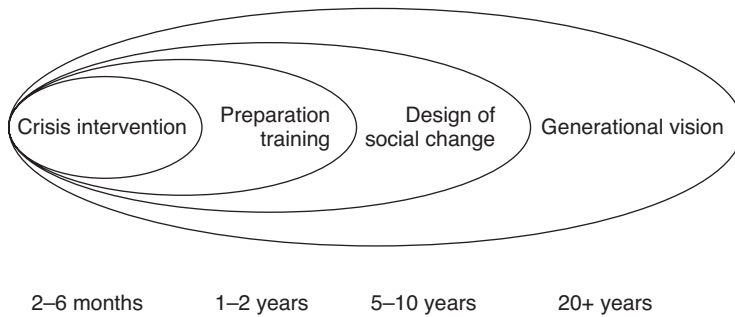 Crisis intervention
Preparation
training
Design of
social change
Generational vision
2–6 months
1–2 years
5–10 years
20+ years